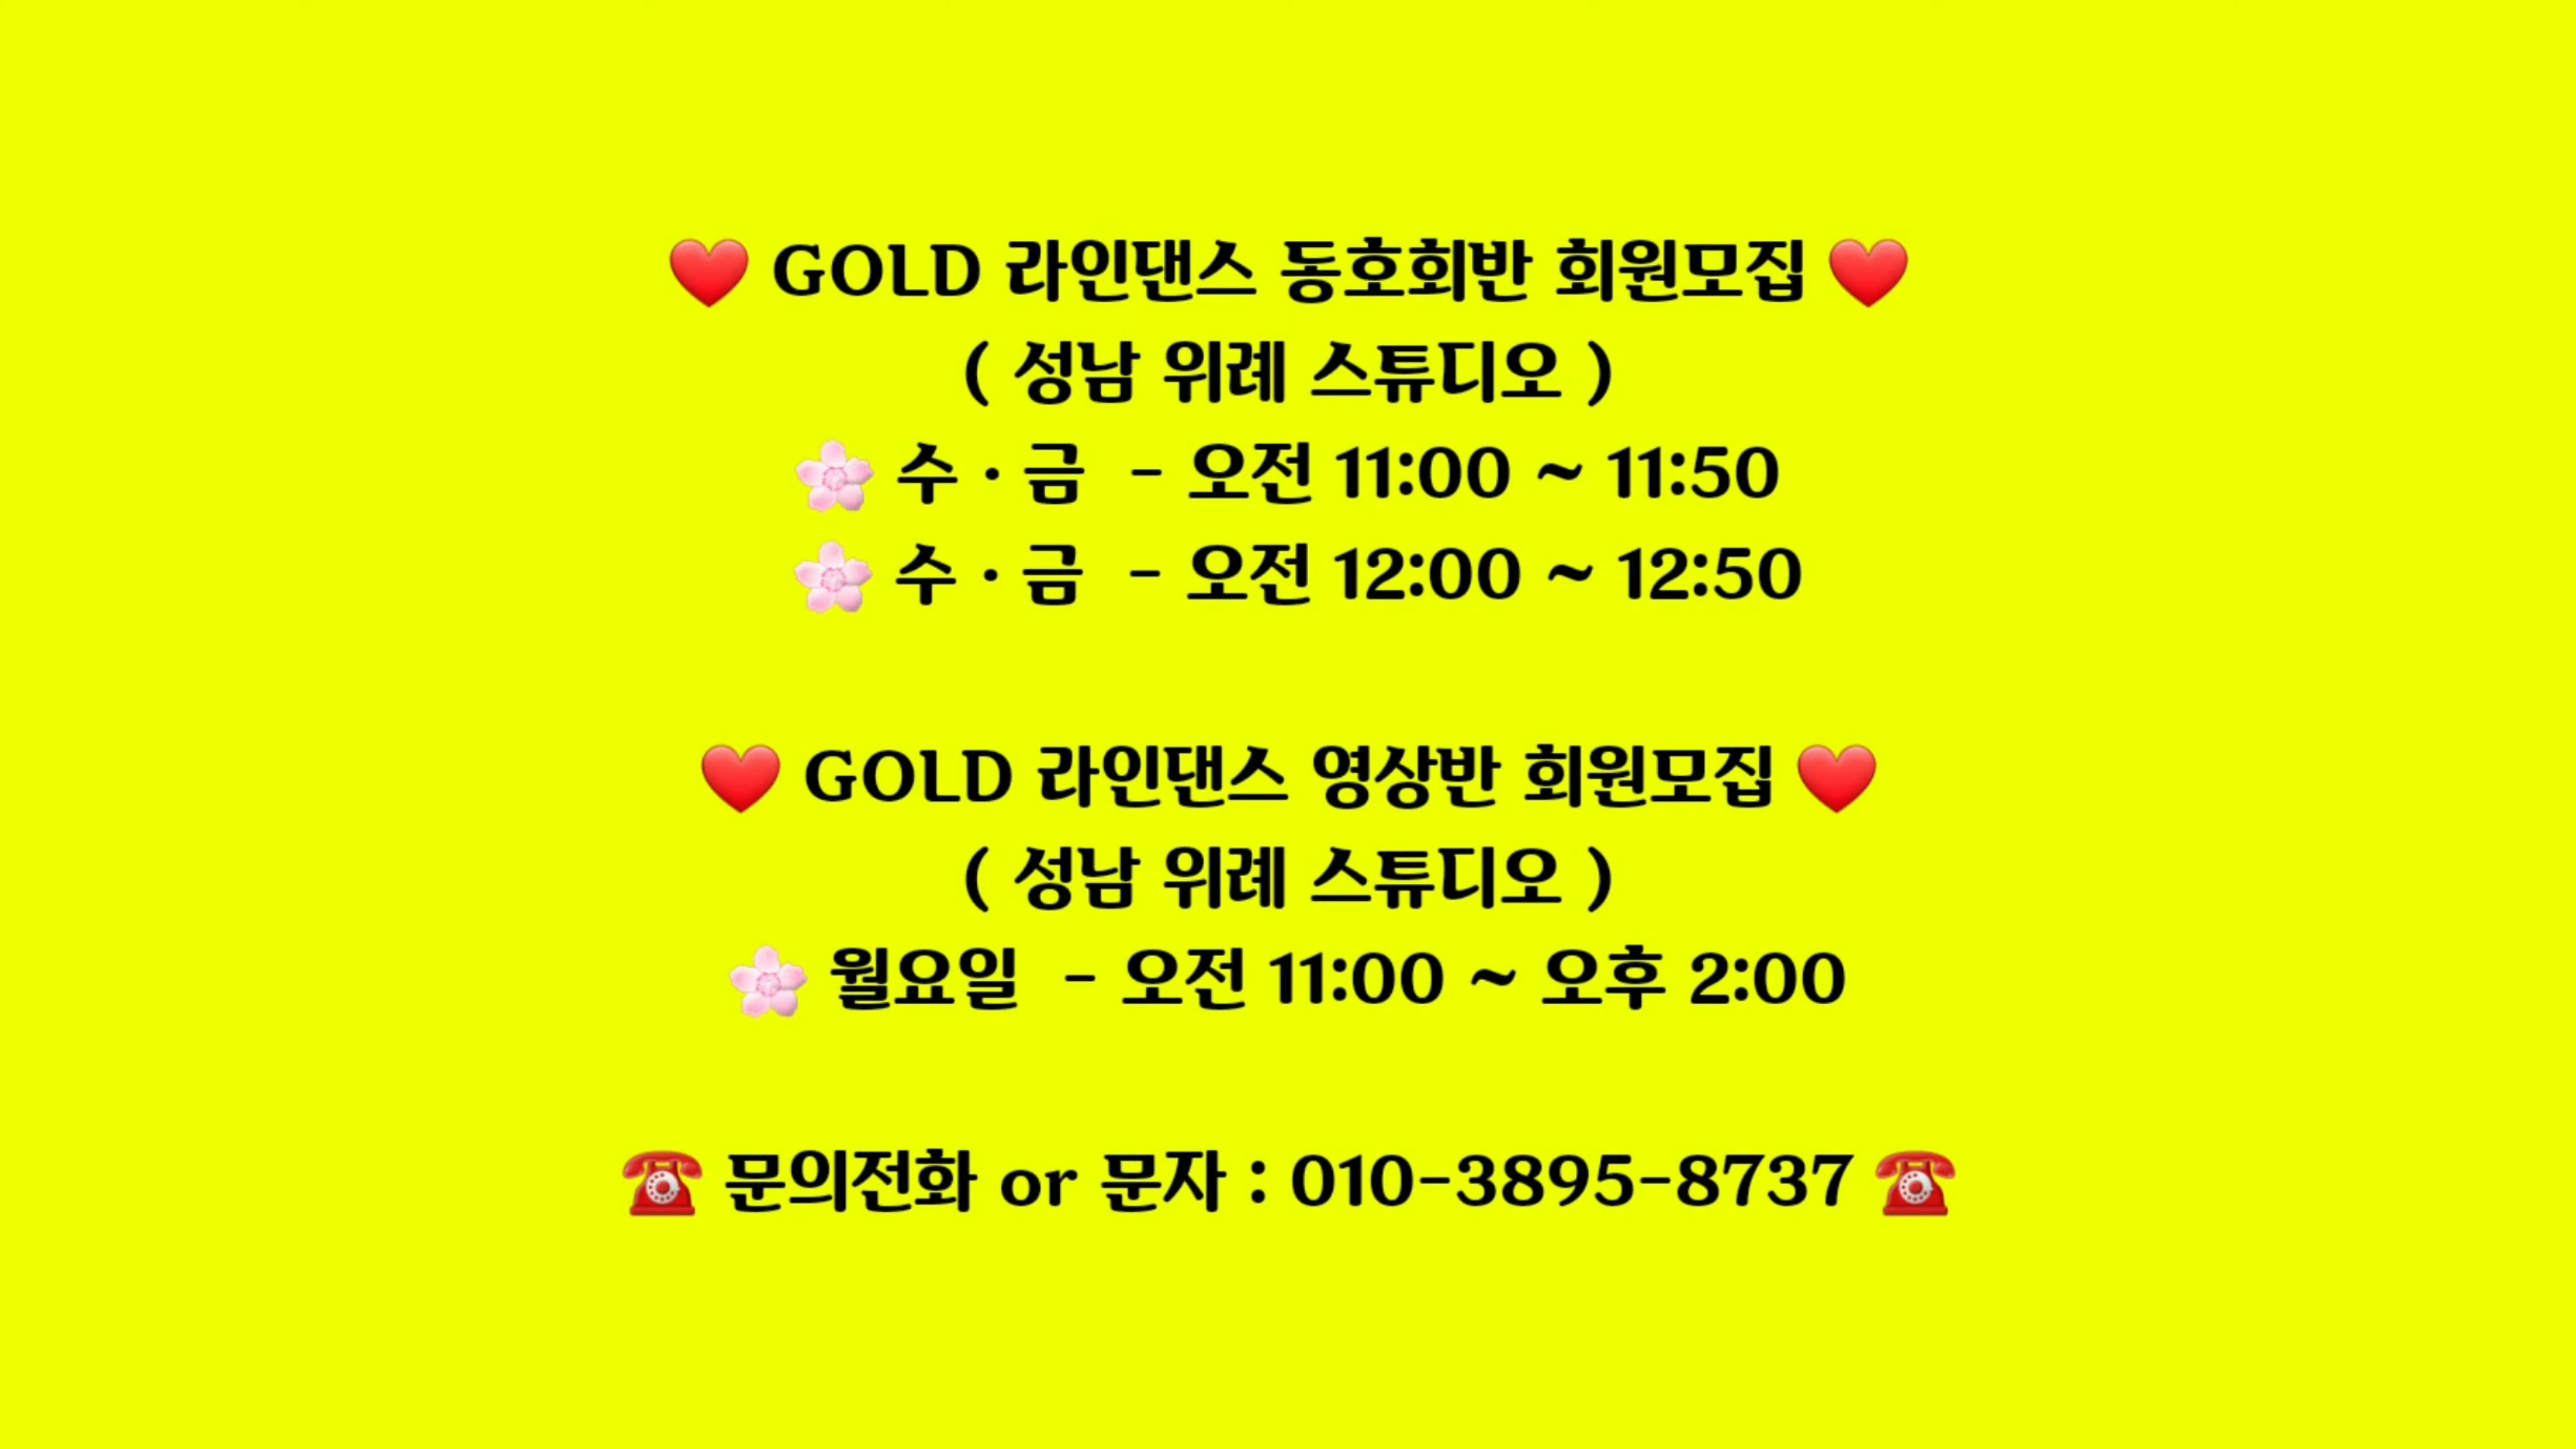 ❤️ GOLD 라인댄스 동호회반 회원모집 ❤️
( 성남 위례 스튜디오 )
🌸 수 · 금 - 오전 11:00 ~ 11:50
🌸 수 · 금 - 오전 12:00 ~ 12:50
❤️ GOLD 라인댄스 영상반 회원모집 ❤️
( 성남 위례 스튜디오 )
🌸 월요일 - 오전 11:00 ~ 오후 2:00
☎️ 문의전화 or 문자 : 010-3895-8737 ☎️